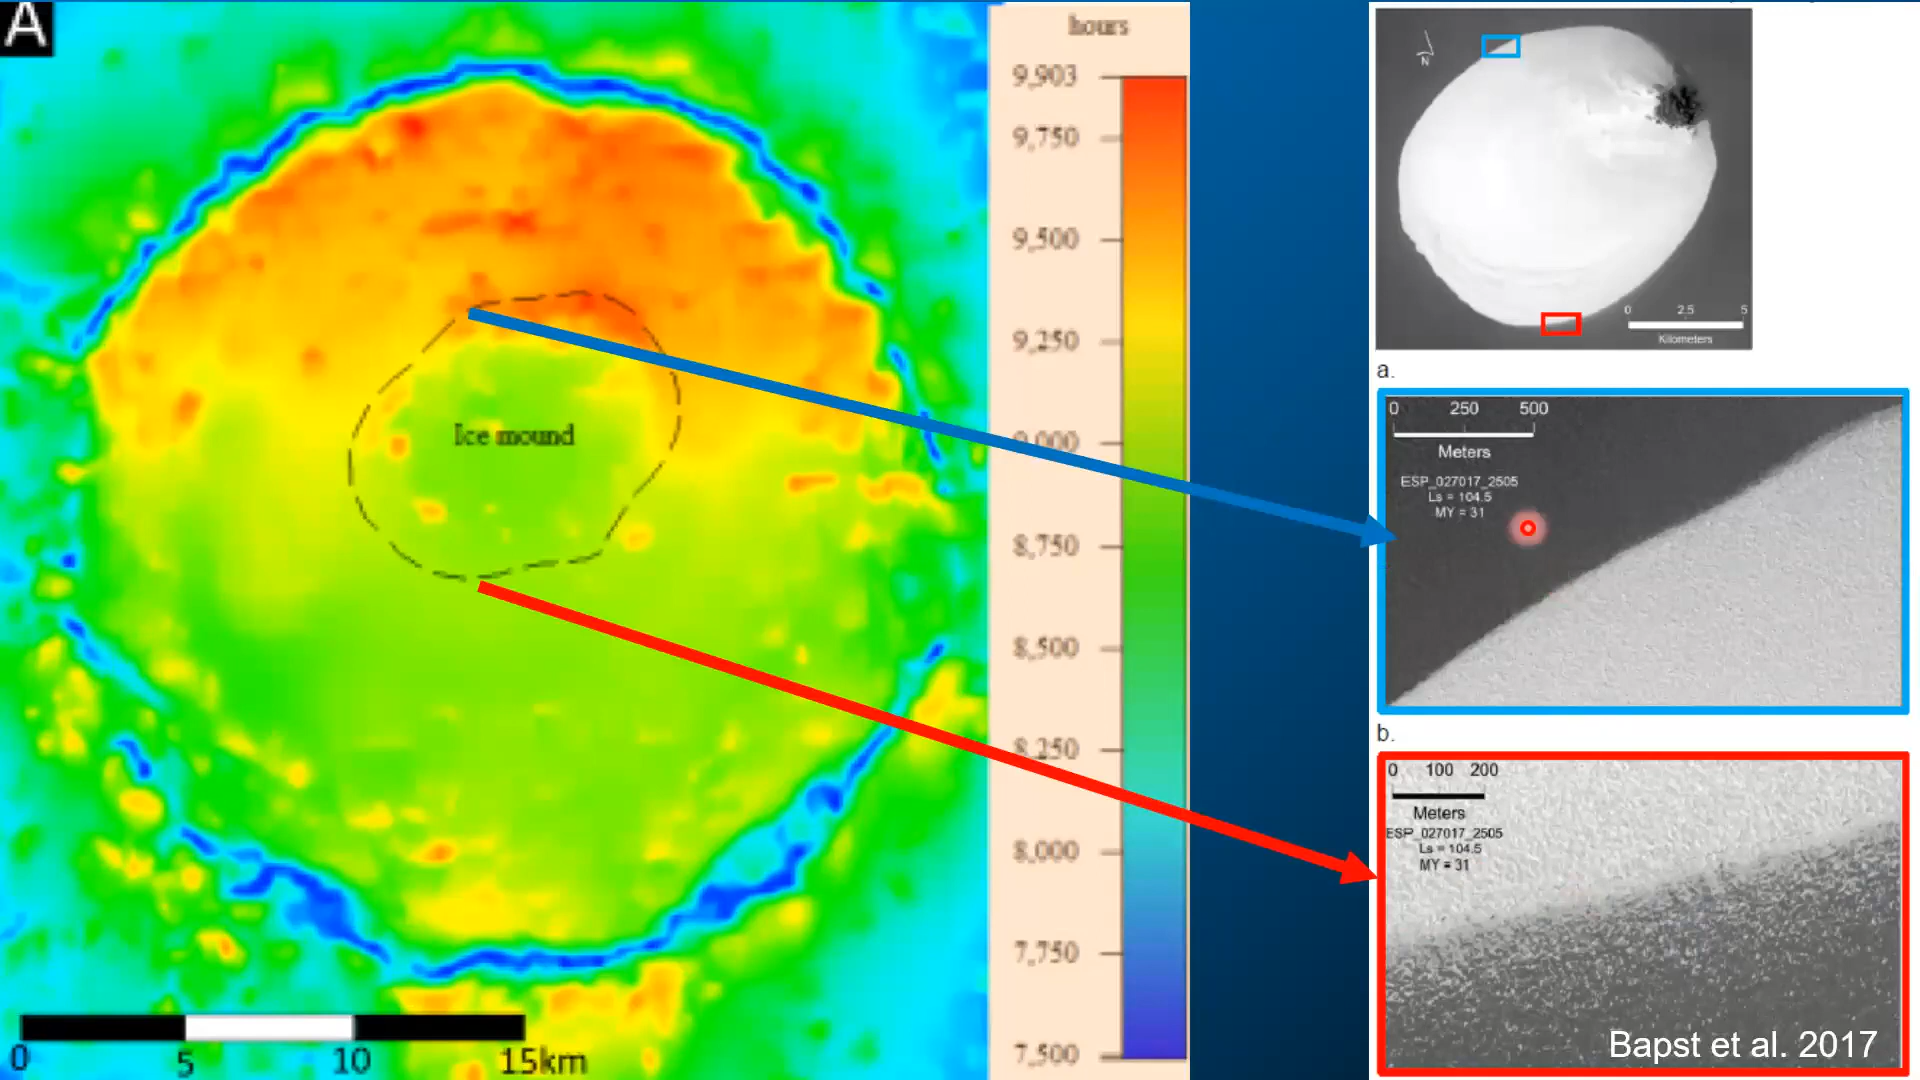 A
Ice mound
0 5 10 15km
hours
9,903
9,750
9,500
9,250
9,000
8,750
8,500
8,250
8,000
7,750
7,500
N
0 2.5 5
Kilometers
a.
0 250 500
Meters
ESP_027017_2505
Ls = 104.5
MY = 31
b.
0 100 200
Meters
ESP_027017_2505
Ls = 104.5
MY = 31
Bapst et al. 2017